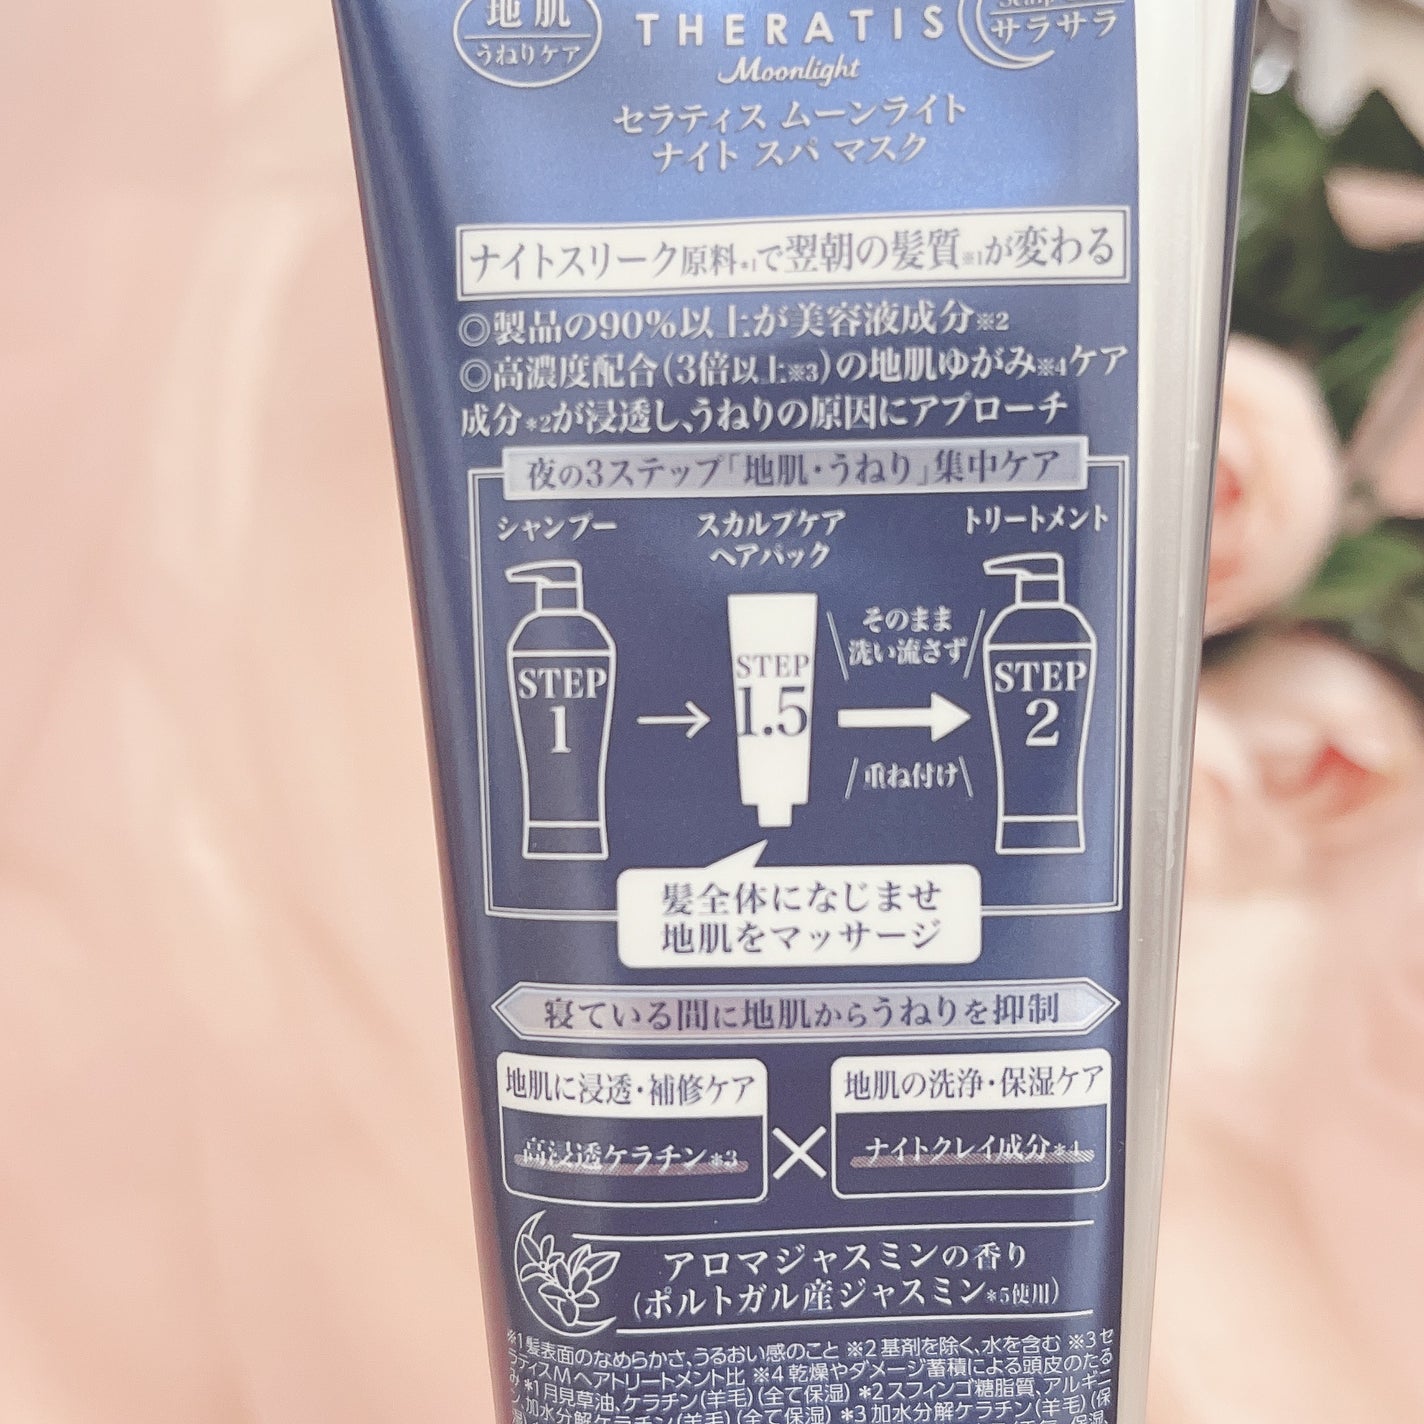 地肌
うねりケア
THERATIS
サラサラ
Moonlight
セラティス ムーンライト
ナイト スパ マスク
ナイトスリーク原料*1で翌朝の髪質※1が変わる
◎製品の90%以上が美容液成分※2
◎高濃度配合(3倍以上※3)の地肌ゆがみ※4ケア
成分*2が浸透し、うねりの原因にアプローチ
夜の3ステップ「地肌・うねり」集中ケア
シャンプー
STEP
1
スカルプケア
ヘアパック
STEP
1.5
そのまま
洗い流さず
重ね付け
トリートメント
STEP
2
髪全体になじませ
地肌をマッサージ
寝ている間に地肌からうねりを抑制
地肌に浸透・補修ケア
高浸透ケラチン*3
×
地肌の洗浄・保湿ケア
ナイトクレイ成分*4
アロマジャスミンの香り
(ポルトガル産ジャスミン*5使用)
※1髪表面のなめらかさ、うるおい感のこと ※2基剤を除く、水を含む ※3セ
ラティスM ヘアトリートメント比 ※4乾燥やダメージ蓄積による頭皮のたる
み *1月見草油、ケラチン(羊毛)(全て保湿) *2スフィンゴ糖脂質、アルギニ
ン、加水分解ケラチン(羊毛)(全て保湿) *3加水分解ケラチン(羊毛)(保